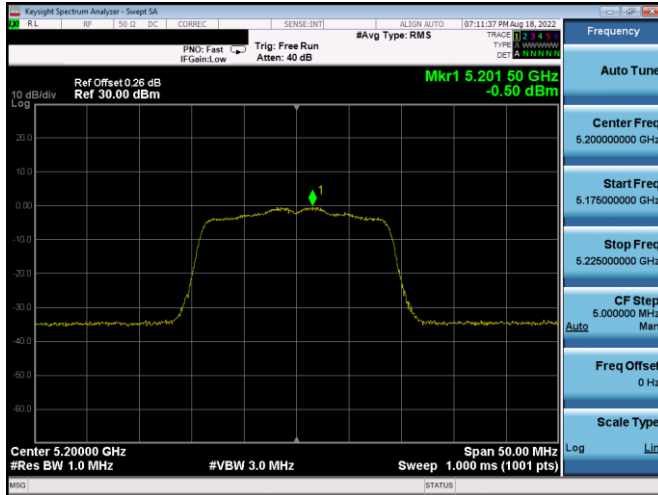 Keysight Spectrum Analyzer - Swept SA
RL RF 50 Ω DC CORREC SENSE:INT ALIGN AUTO 07:11:37 PM Aug 18, 2022
#Avg Type: RMS TRACE 1 2 3 4 5 6
PNO: Fast Trig: Free Run TYPE A WWWWW
IFGain:Low Atten: 40 dB DET A N N N N N
Mkr1 5.201 50 GHz
Ref Offset 0.26 dB
-0.50 dBm
10 dB/div Ref 30.00 dBm
Log
1
20.0
0.00
-10.0
-20.0
-30.0
-40.0
-50.0
-60.0
Center 5.20000 GHz Span 50.00 MHz
#Res BW 1.0 MHz #VBW 3.0 MHz Sweep 1.000 ms (1001 pts)
MSG STATUS
Frequency
Auto Tune
Center Freq
5.200000000 GHz
Start Freq
5.175000000 GHz
Stop Freq
5.225000000 GHz
CF Step
5.000000 MHz
Auto Man
Freq Offset
0 Hz
Scale Type
Log Lin